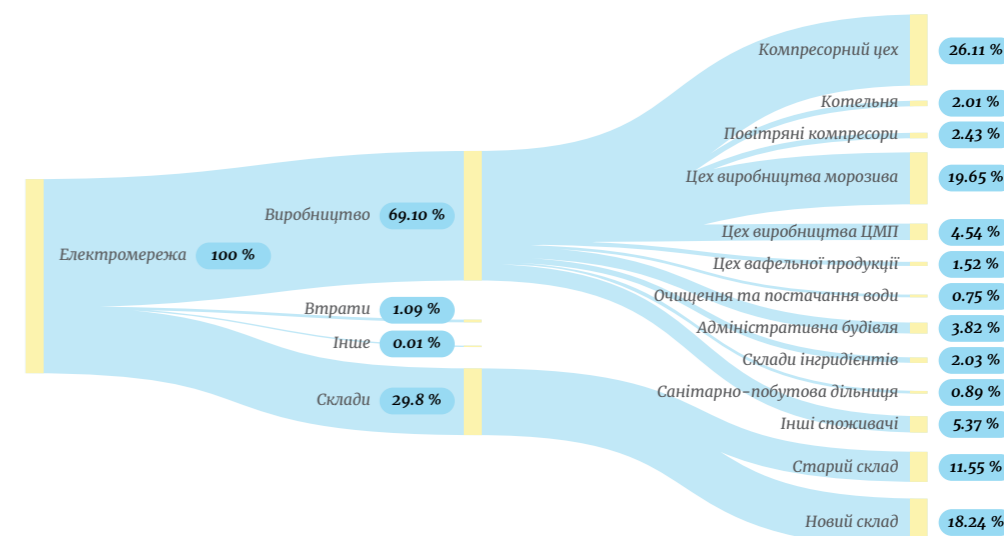 Електромережа 100 %
Виробництво 69.10 %
Втрати 1.09 %
Інше 0.01 %
Склади 29.8 %
Компресорний цех 26.11 %
Котельня 2.01 %
Повітряні компресори 2.43 %
Цех виробництва морозива 19.65 %
Цех виробництва ЦМП 4.54 %
Цех вафельної продукції 1.52 %
Очищення та постачання води 0.75 %
Адміністративна будівля 3.82 %
Склади інгридієнтів 2.03 %
Санітарно-побутова дільниця 0.89 %
Інші споживачі 5.37 %
Старий склад 11.55 %
Новий склад 18.24 %